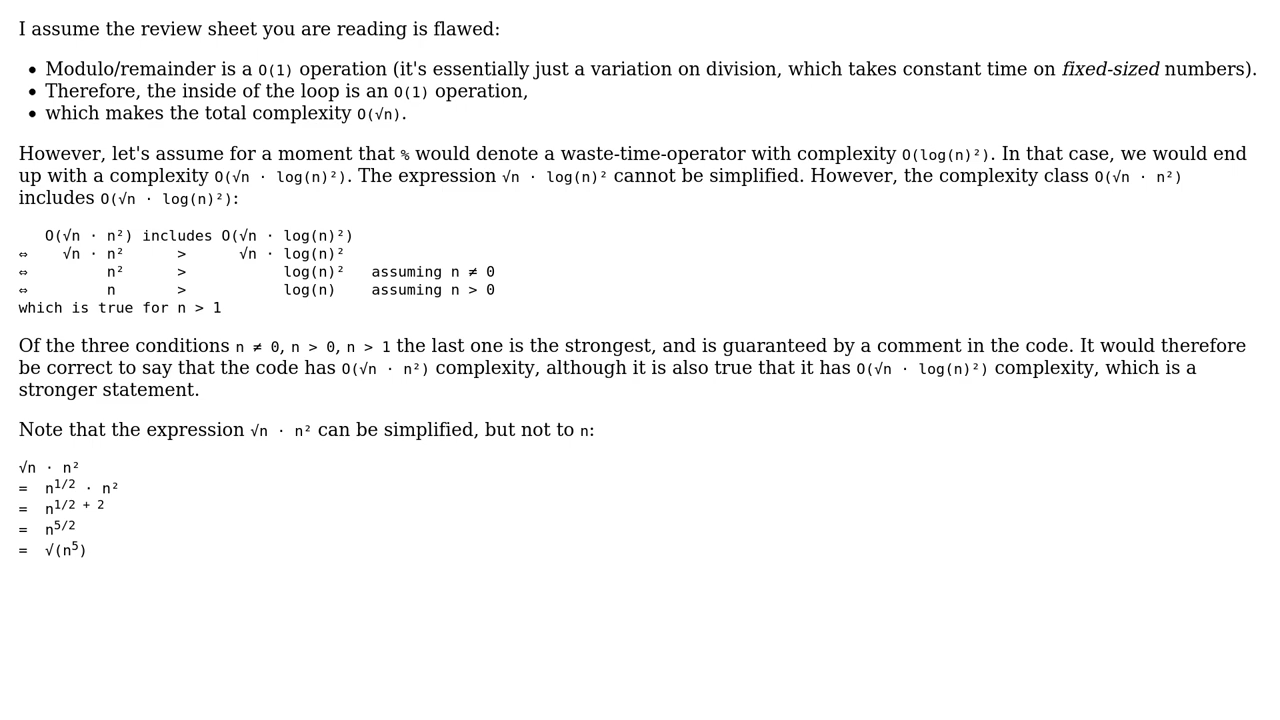 I assume the review sheet you are reading is flawed:
• Modulo/remainder is a O(1) operation (it's essentially just a variation on division, which takes constant time on fixed-sized numbers).
• Therefore, the inside of the loop is an O(1) operation,
• which makes the total complexity O(√n).
However, let's assume for a moment that % would denote a waste-time-operator with complexity O(log(n)²). In that case, we would end
up with a complexity O(√n · log(n)²). The expression √n · log(n)² cannot be simplified. However, the complexity class O(√n · n²)
includes O(√n · log(n)²):
   O(√n · n²) includes O(√n · log(n)²)
⇔    √n · n²      >      √n · log(n)²
⇔         n²      >           log(n)²   assuming n ≠ 0
⇔         n       >           log(n)    assuming n > 0
which is true for n > 1
Of the three conditions n ≠ 0, n > 0, n > 1 the last one is the strongest, and is guaranteed by a comment in the code. It would therefore
be correct to say that the code has O(√n · n²) complexity, although it is also true that it has O(√n · log(n)²) complexity, which is a
stronger statement.
Note that the expression √n · n² can be simplified, but not to n:
√n · n²
=  n^1/2 · n²
=  n^1/2 + 2
=  n^5/2
=  √(n^5)